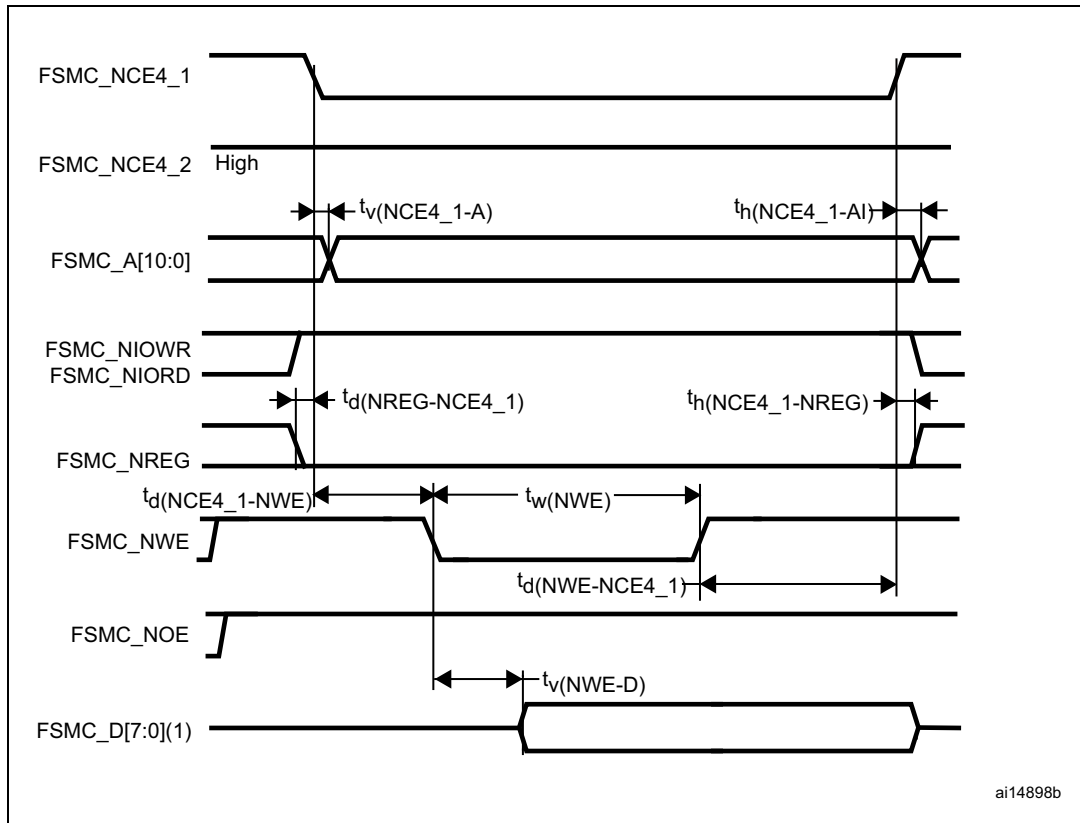 FSMC_NCE4_1
FSMC_NCE4_2 High
tv(NCE4_1-A) th(NCE4_1-AI)
FSMC_A[10:0]
FSMC_NIOWR
FSMC_NIORD
td(NREG-NCE4_1) th(NCE4_1-NREG)
FSMC_NREG
td(NCE4_1-NWE) tw(NWE)
FSMC_NWE
td(NWE-NCE4_1)
FSMC_NOE
tv(NWE-D)
FSMC_D[7:0](1)
ai14898b